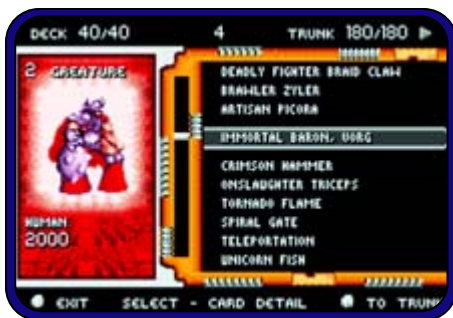 DECK 40/40 4 TRUNK 180/180
2 CREATURE
HUMAN
2000
DEADLY FIGHTER BRAID CLAW
BRAWLER ZYLER
ARTISAN PICORA
IMMORTAL BARON, VORG
CRIMSON HAMMER
ONSLAUGHTER TRICEPS
TORNADO FLAME
SPIRAL GATE
TELEPORTATION
UNICORN FISH
EXIT SELECT - CARD DETAIL TO TRUN